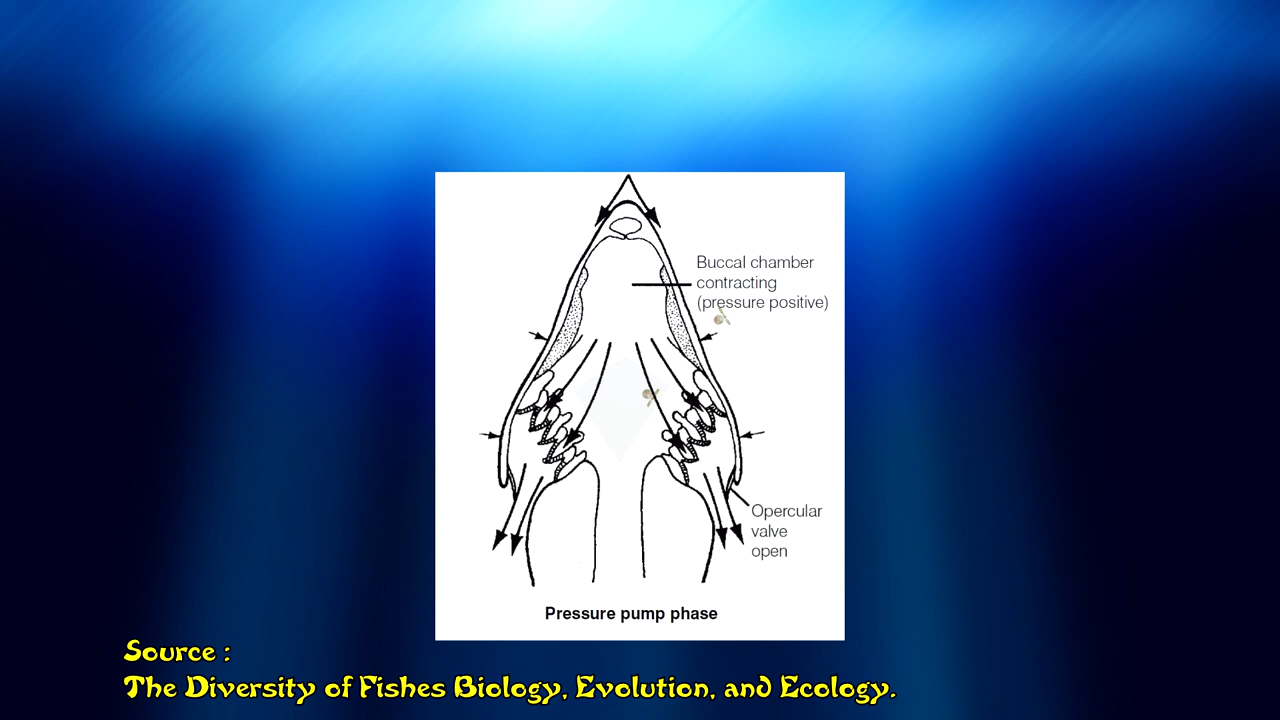 Buccal chamber
contracting
(pressure positive)
Opercular
valve
open
Pressure pump phase
Source :
The Diversity of Fishes Biology, Evolution, and Ecology.